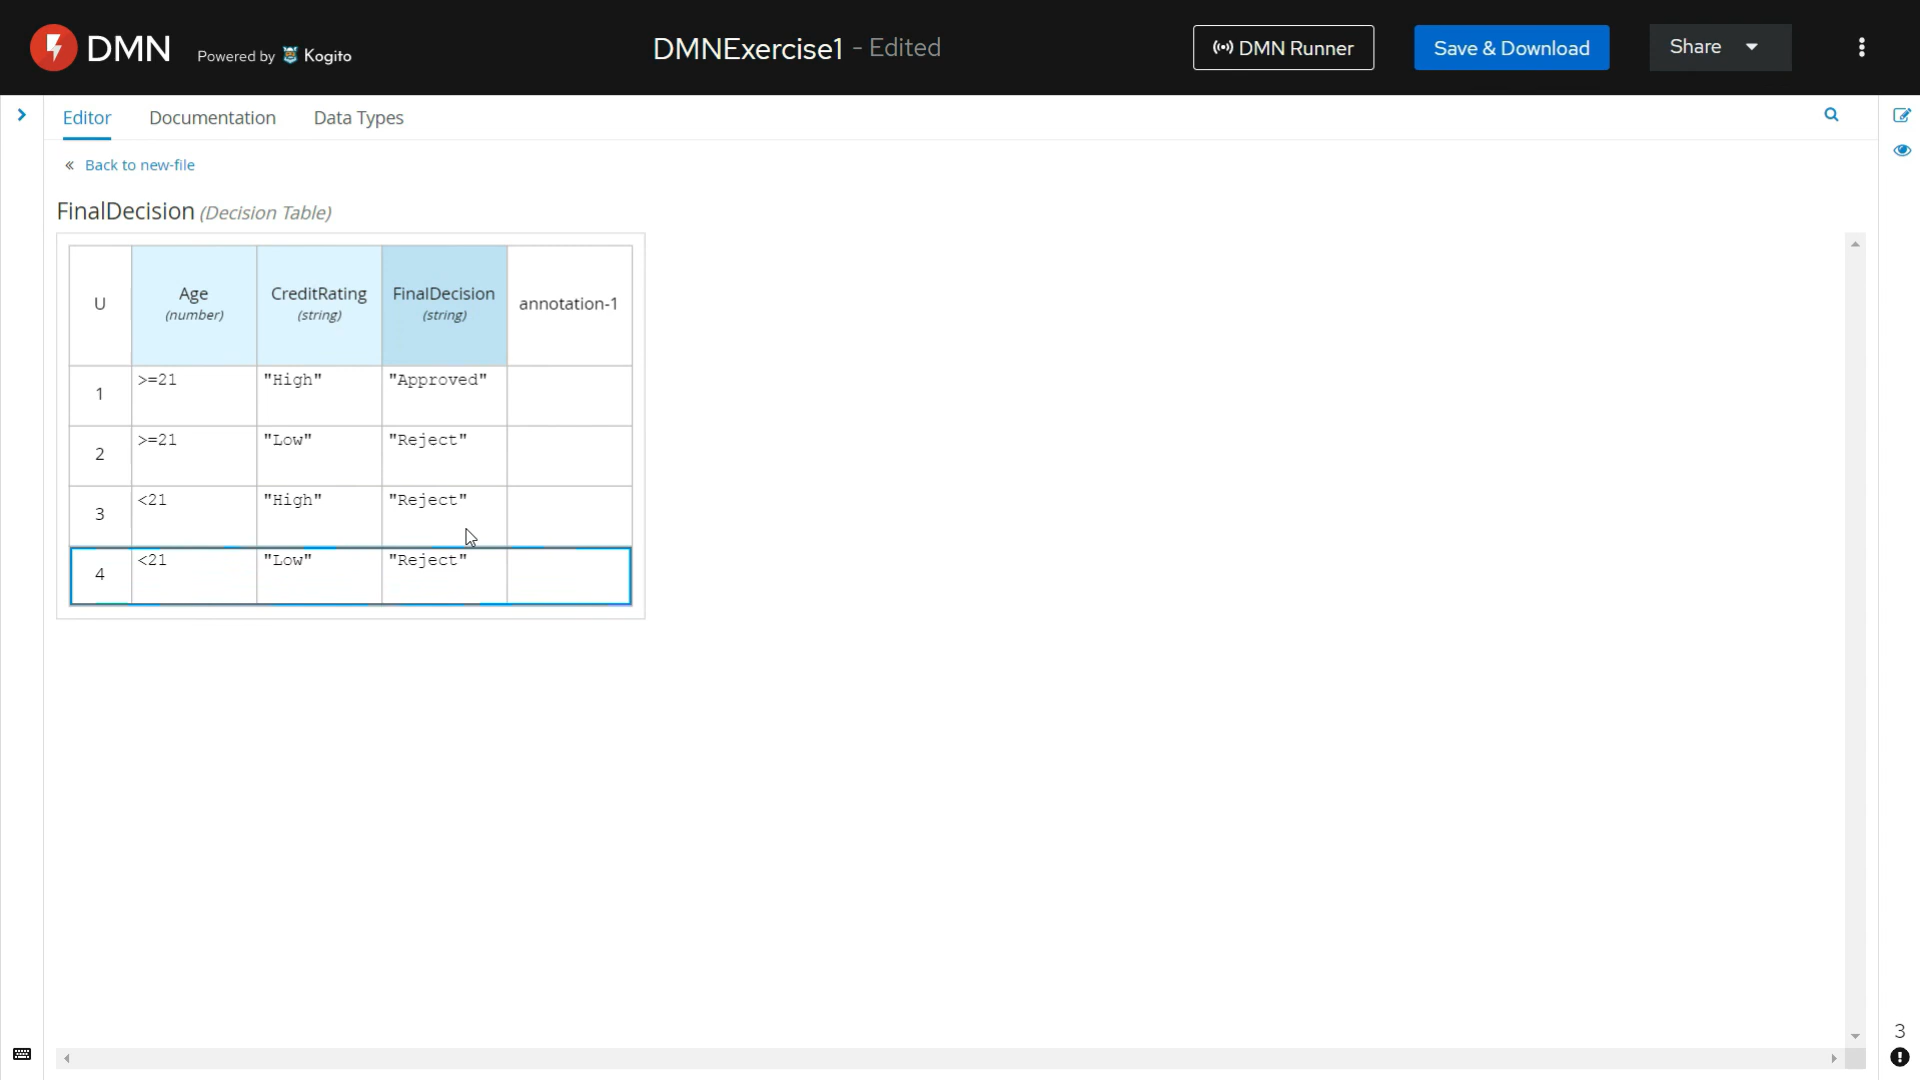 DMN Powered by Kogito DMNExercise1 - Edited DMN Runner Save & Download Share
Editor Documentation Data Types
« Back to new-file
FinalDecision (Decision Table)
U Age (number) CreditRating (string) FinalDecision (string) annotation-1
1 >=21 "High" "Approved"
2 >=21 "Low" "Reject"
3 <21 "High" "Reject"
4 <21 "Low" "Reject"
3